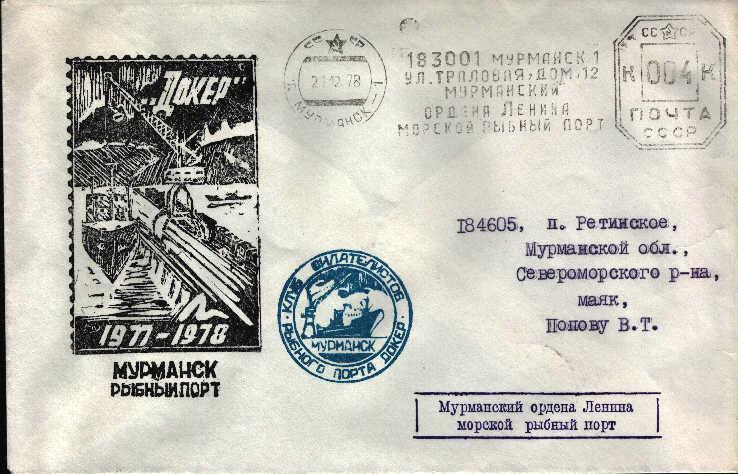 "ДОКЕР"
1977-1978
МУРМАНСК
РЫБНЫЙ ПОРТ
СССР
21 12 78
МУРМАНСК-1
183001 МУРМАНСК 1
УЛ. ТРАЛОВАЯ, ДОМ, 12
МУРМАНСКИЙ
ОРДЕНА ЛЕНИНА
МОРСКОЙ РЫБНЫЙ ПОРТ
СССР
К 004 К
ПОЧТА
СССР
184605, п. Ретинское,
Мурманской обл.,
Североморского р-на,
маяк,
Попову В.Т.
КЛУБ ФИЛАТЕЛИСТОВ
РЫБНОГО ПОРТА ДОКЕР
МУРМАНСК
Мурманский ордена Ленина
морской рыбный порт